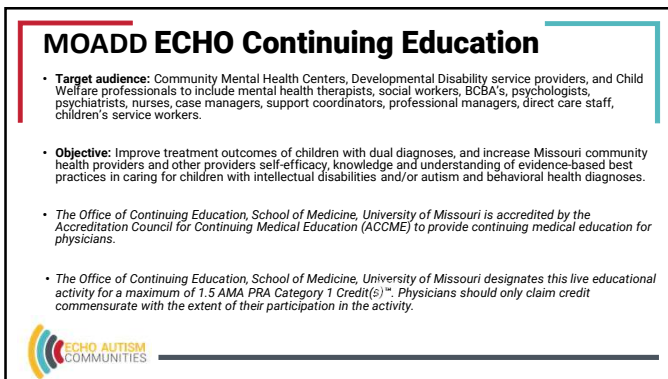 MOADD ECHO Continuing Education
• Target audience: Community Mental Health Centers, Developmental Disability service providers, and Child
Welfare professionals to include mental health therapists, social workers, BCBA's, psychologists,
psychiatrists, nurses, case managers, support coordinators, professional managers, direct care staff,
children's service workers.
• Objective: Improve treatment outcomes of children with dual diagnoses, and increase Missouri community
health providers and other providers self-efficacy, knowledge and understanding of evidence-based best
practices in caring for children with intellectual disabilities and/or autism and behavioral health diagnoses.
• The Office of Continuing Education, School of Medicine, University of Missouri is accredited by the
Accreditation Council for Continuing Medical Education (ACCME) to provide continuing medical education for
physicians.
• The Office of Continuing Education, School of Medicine, University of Missouri designates this live educational
activity for a maximum of 1.5 AMA PRA Category 1 Credit(s)™. Physicians should only claim credit
commensurate with the extent of their participation in the activity.
ECHO AUTISM
COMMUNITIES